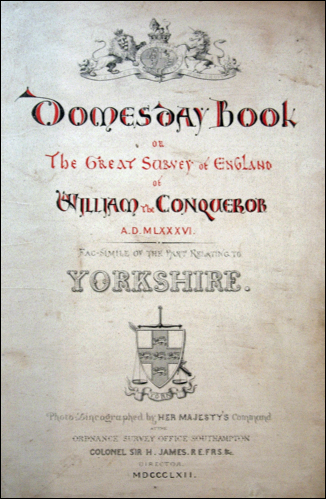 Domesday Book
or
The Great Survey of England
of
William the Conqueror
A.D. MLXXXVI.
FAC-SIMILE OF THE PART RELATING TO
YORKSHIRE.
YORK
Photo Zincographed by HER MAJESTY'S Command
AT THE
ORDNANCE SURVEY OFFICE SOUTHAMPTON
COLONEL SIR H. JAMES. R.E. F.R.S. &c.
DIRECTOR
MDCCCLXII.